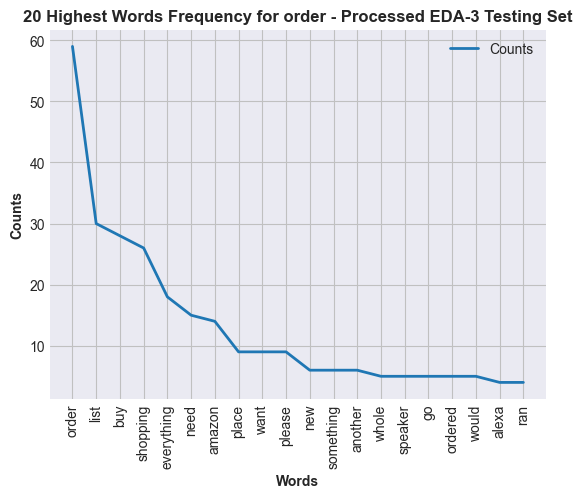 20 Highest Words Frequency for order - Processed EDA-3 Testing Set
Counts
60
50
40
30
20
10
Counts
order
list
buy
shopping
everything
need
amazon
place
want
please
new
something
another
whole
speaker
go
ordered
would
alexa
ran
Words